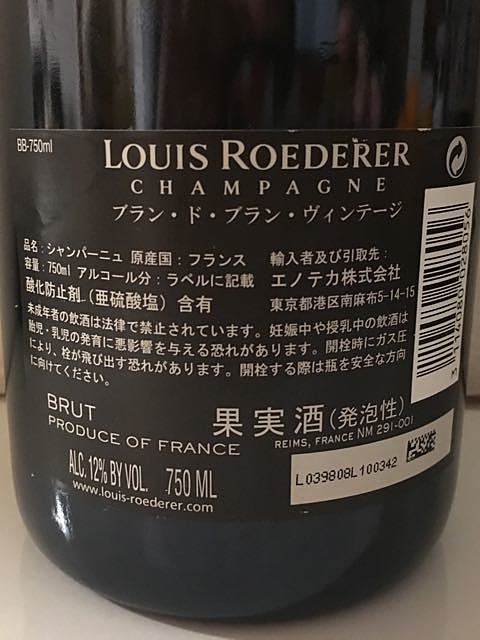 BB-750ml
LOUIS ROEDERER
CHAMPAGNE
ブラン・ド・ブラン・ヴィンテージ
品名：シャンパーニュ 原産国：フランス
容量：750ml アルコール分：ラベルに記載
酸化防止剤（亜硫酸塩）含有
輸入者及び引取先：
エノテカ株式会社
東京都港区南麻布5-14-15
未成年者の飲酒は法律で禁止されています。妊娠中や授乳中の飲酒は
胎児・乳児の発育に悪影響を与える恐れがあります。開栓時にガス圧
により、栓が飛び出す恐れがあります。開栓する際は瓶を安全な方向
に向けてください。
BRUT
PRODUCE OF FRANCE
果実酒（発泡性）
REIMS, FRANCE NM 291-001
ALC. 12% BY VOL. 750 ML
www.louis-roederer.com
L039808L100342